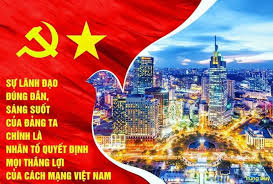 SỰ LÃNH ĐẠO
ĐÚNG ĐẮN,
SÁNG SUỐT
CỦA ĐẢNG TA
CHÍNH LÀ
NHÂN TỐ QUYẾT ĐỊNH
MỌI THẮNG LỢI
CỦA CÁCH MẠNG VIỆT NAM